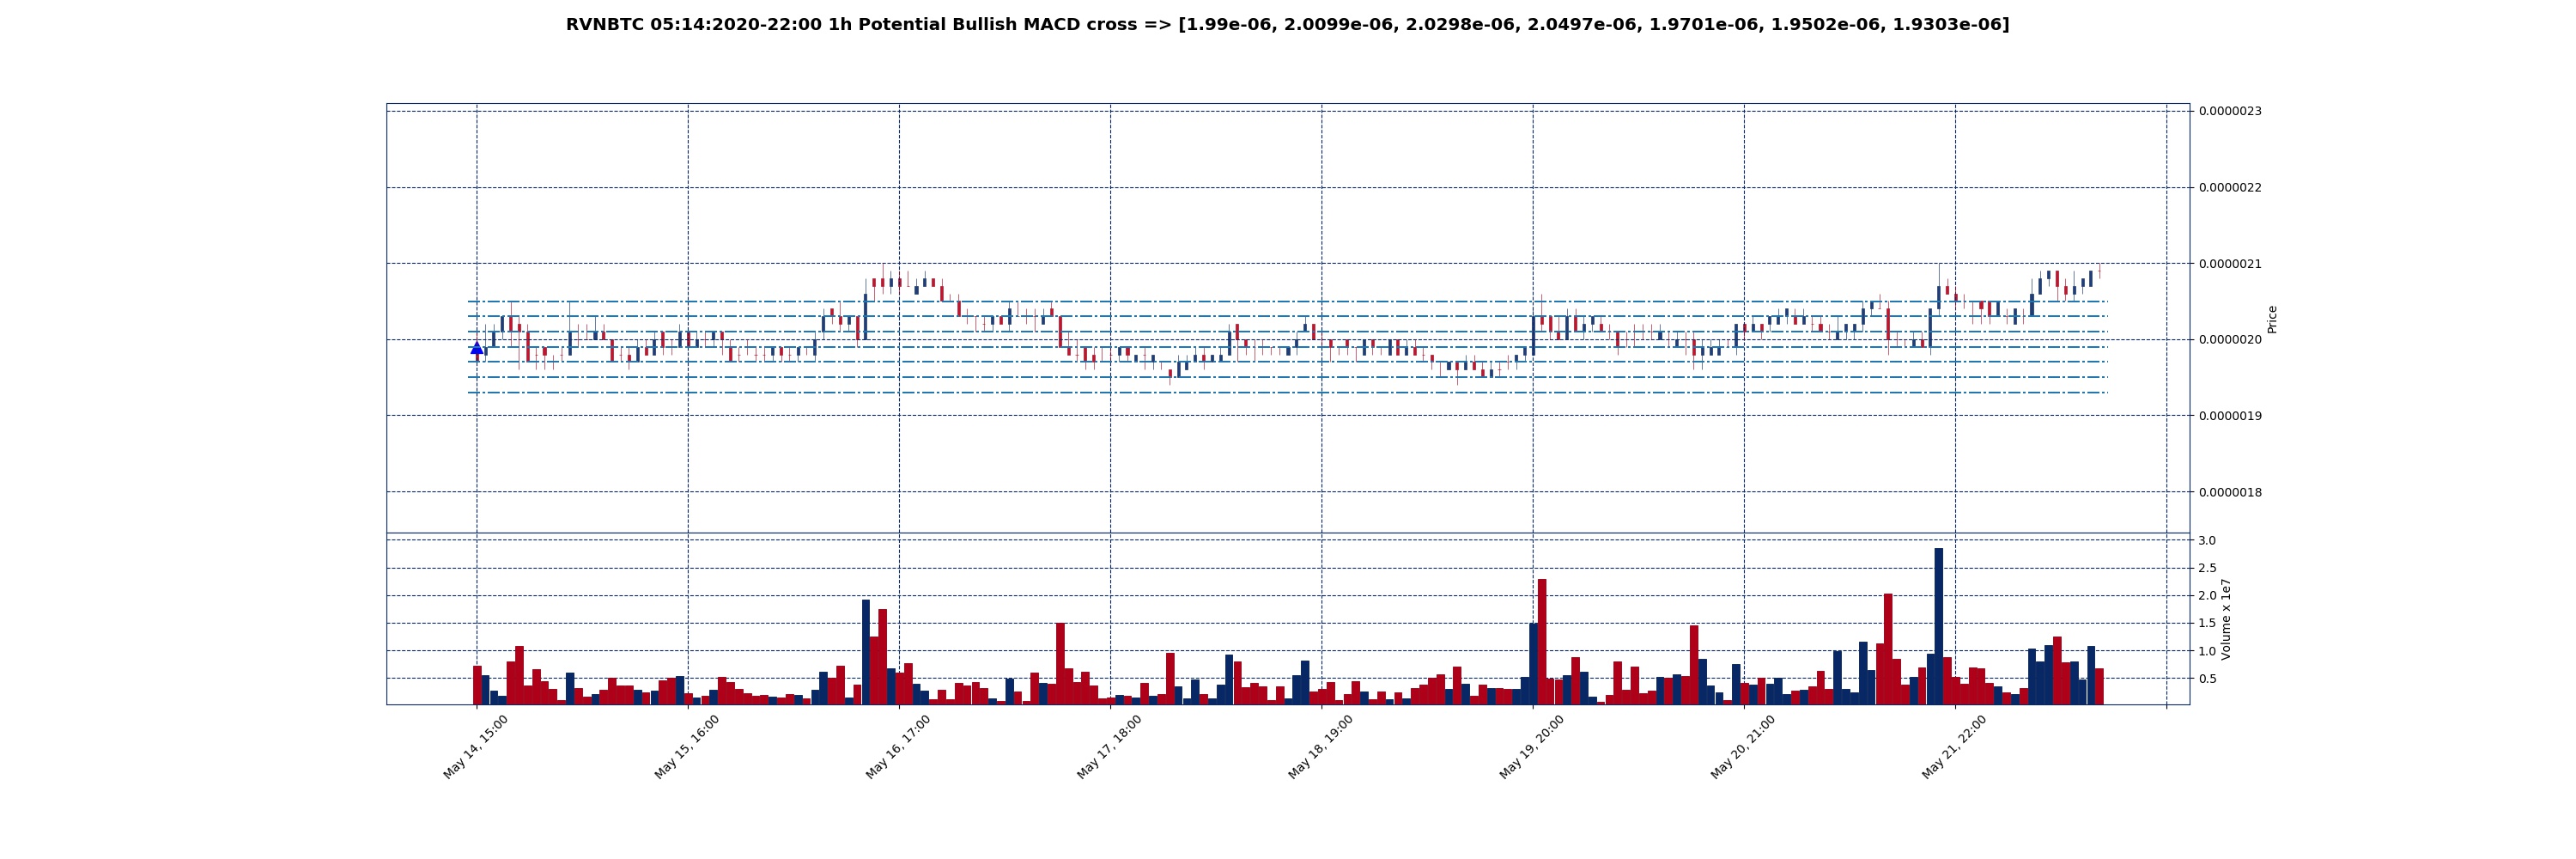 RVNBTC 05:14:2020-22:00 1h Potential Bullish MACD cross => [1.99e-06, 2.0099e-06, 2.0298e-06, 2.0497e-06, 1.9701e-06, 1.9502e-06, 1.9303e-06]
0.0000023
0.0000022
0.0000021
0.0000020
0.0000019
0.0000018
Price
3.0
2.5
2.0
1.5
1.0
0.5
Volume x 1e7
May 14, 15:00
May 15, 16:00
May 16, 17:00
May 17, 18:00
May 18, 19:00
May 19, 20:00
May 20, 21:00
May 21, 22:00